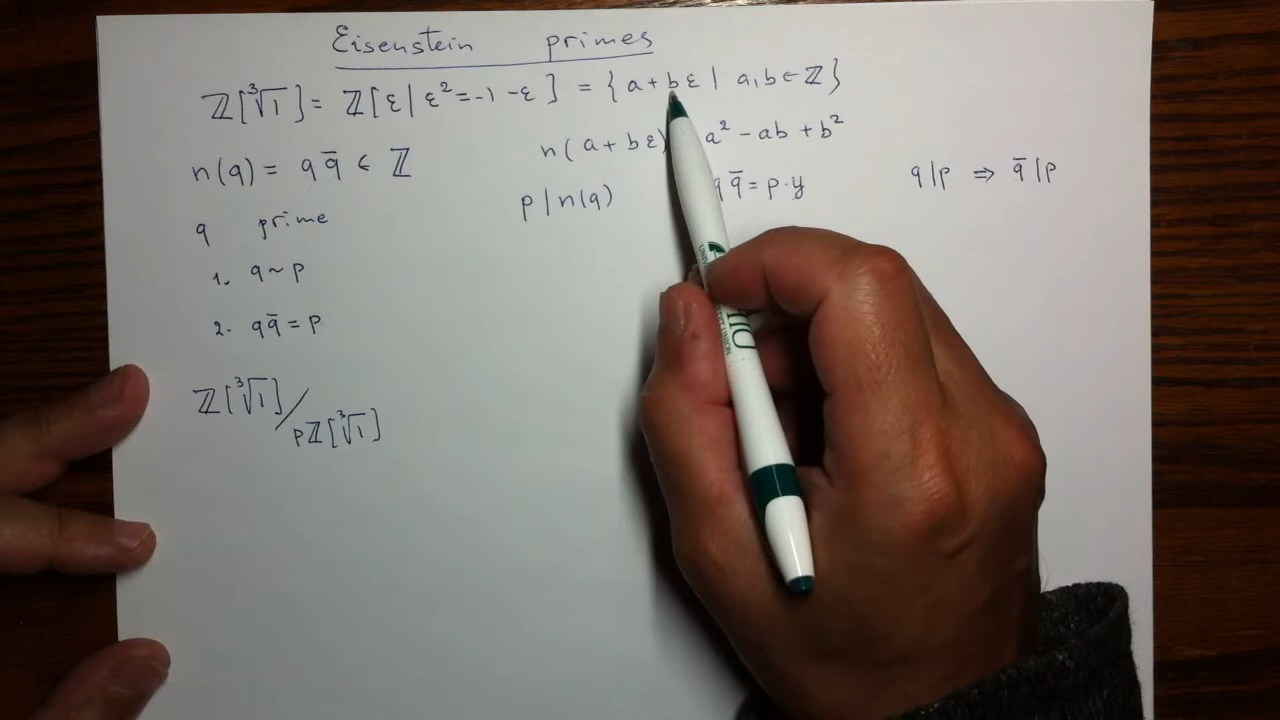 Eisenstein primes
ℤ[∛1] = ℤ[ε | ε² = -1 - ε] = {a + bε | a, b ∈ ℤ}
n(q) = q q̄ ∈ ℤ n(a + bε) a² - ab + b²
q prime p | n(q) q q̄ = p · y q | p ⇒ q̄ | p
1. q ~ p
2. q q̄ = p
ℤ[∛1] / pℤ[∛1]